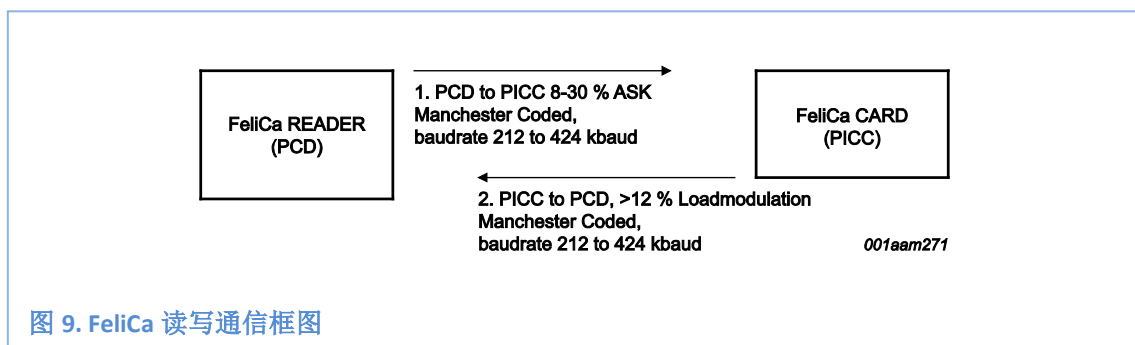 FeliCa READER
(PCD)
1. PCD to PICC 8-30 % ASK
Manchester Coded,
baudrate 212 to 424 kbaud
FeliCa CARD
(PICC)
2. PICC to PCD, >12 % Loadmodulation
Manchester Coded,
baudrate 212 to 424 kbaud
001aam271
图 9. FeliCa 读写通信框图